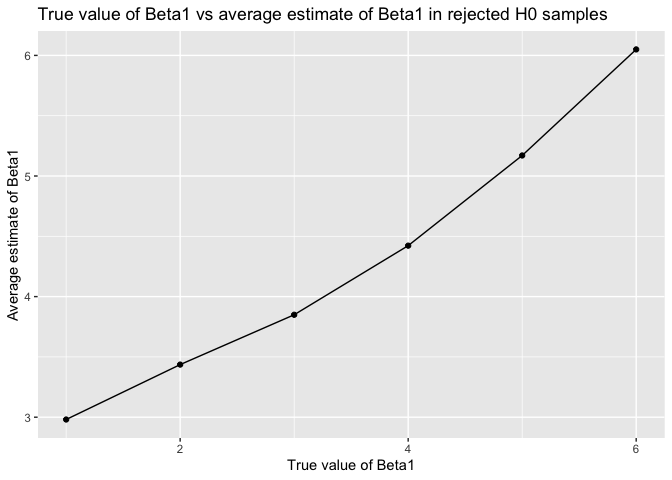 True value of Beta1 vs average estimate of Beta1 in rejected H0 samples
Average estimate of Beta1
6
5
4
3
2
4
6
True value of Beta1